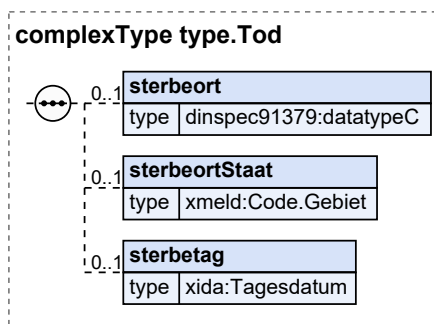 complexType type.Tod
0..1
sterbeort
type dinspec91379:datatypeC
0..1
sterbeortStaat
type xmeld:Code.Gebiet
0..1
sterbetag
type xida:Tagesdatum